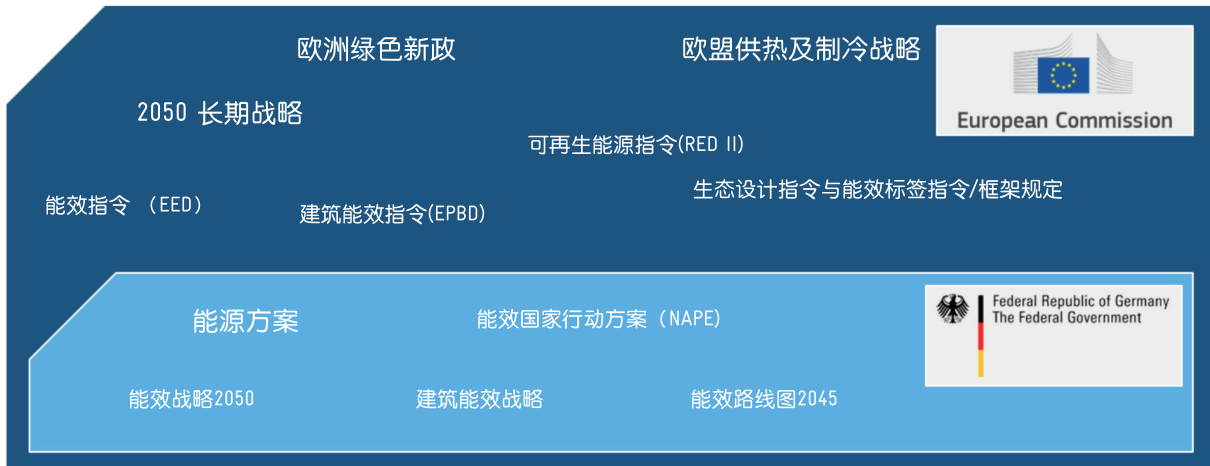 欧洲绿色新政
欧盟供热及制冷战略
European Commission
2050 长期战略
可再生能源指令(RED II)
生态设计指令与能效标签指令/框架规定
能效指令 （EED）
建筑能效指令(EPBD)
能源方案
能效国家行动方案（NAPE）
Federal Republic of Germany
The Federal Government
能效战略2050
建筑能效战略
能效路线图2045